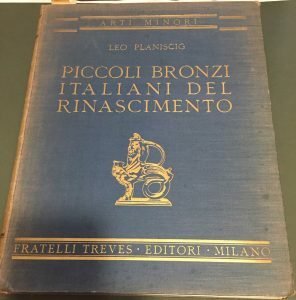 ARTI MINORI
LEO PLANISCIG
PICCOLI BRONZI
ITALIANI DEL
RINASCIMENTO
FRATELLI TREVES · EDITORI · MILANO